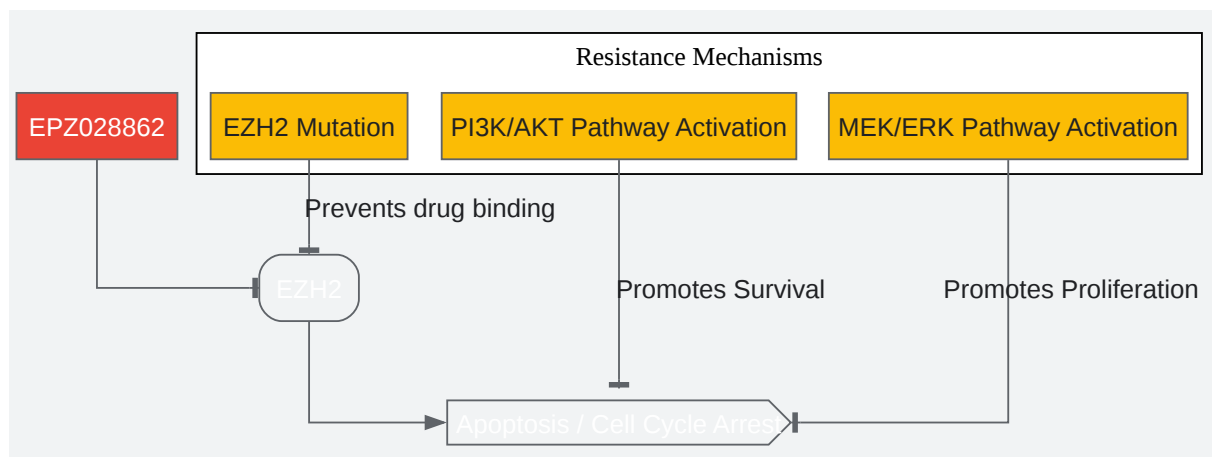 Resistance Mechanisms
EPZ028862
EZH2 Mutation
PI3K/AKT Pathway Activation
MEK/ERK Pathway Activation
Prevents drug binding
EZH2
Promotes Survival
Promotes Proliferation
Apoptosis / Cell Cycle Arrest